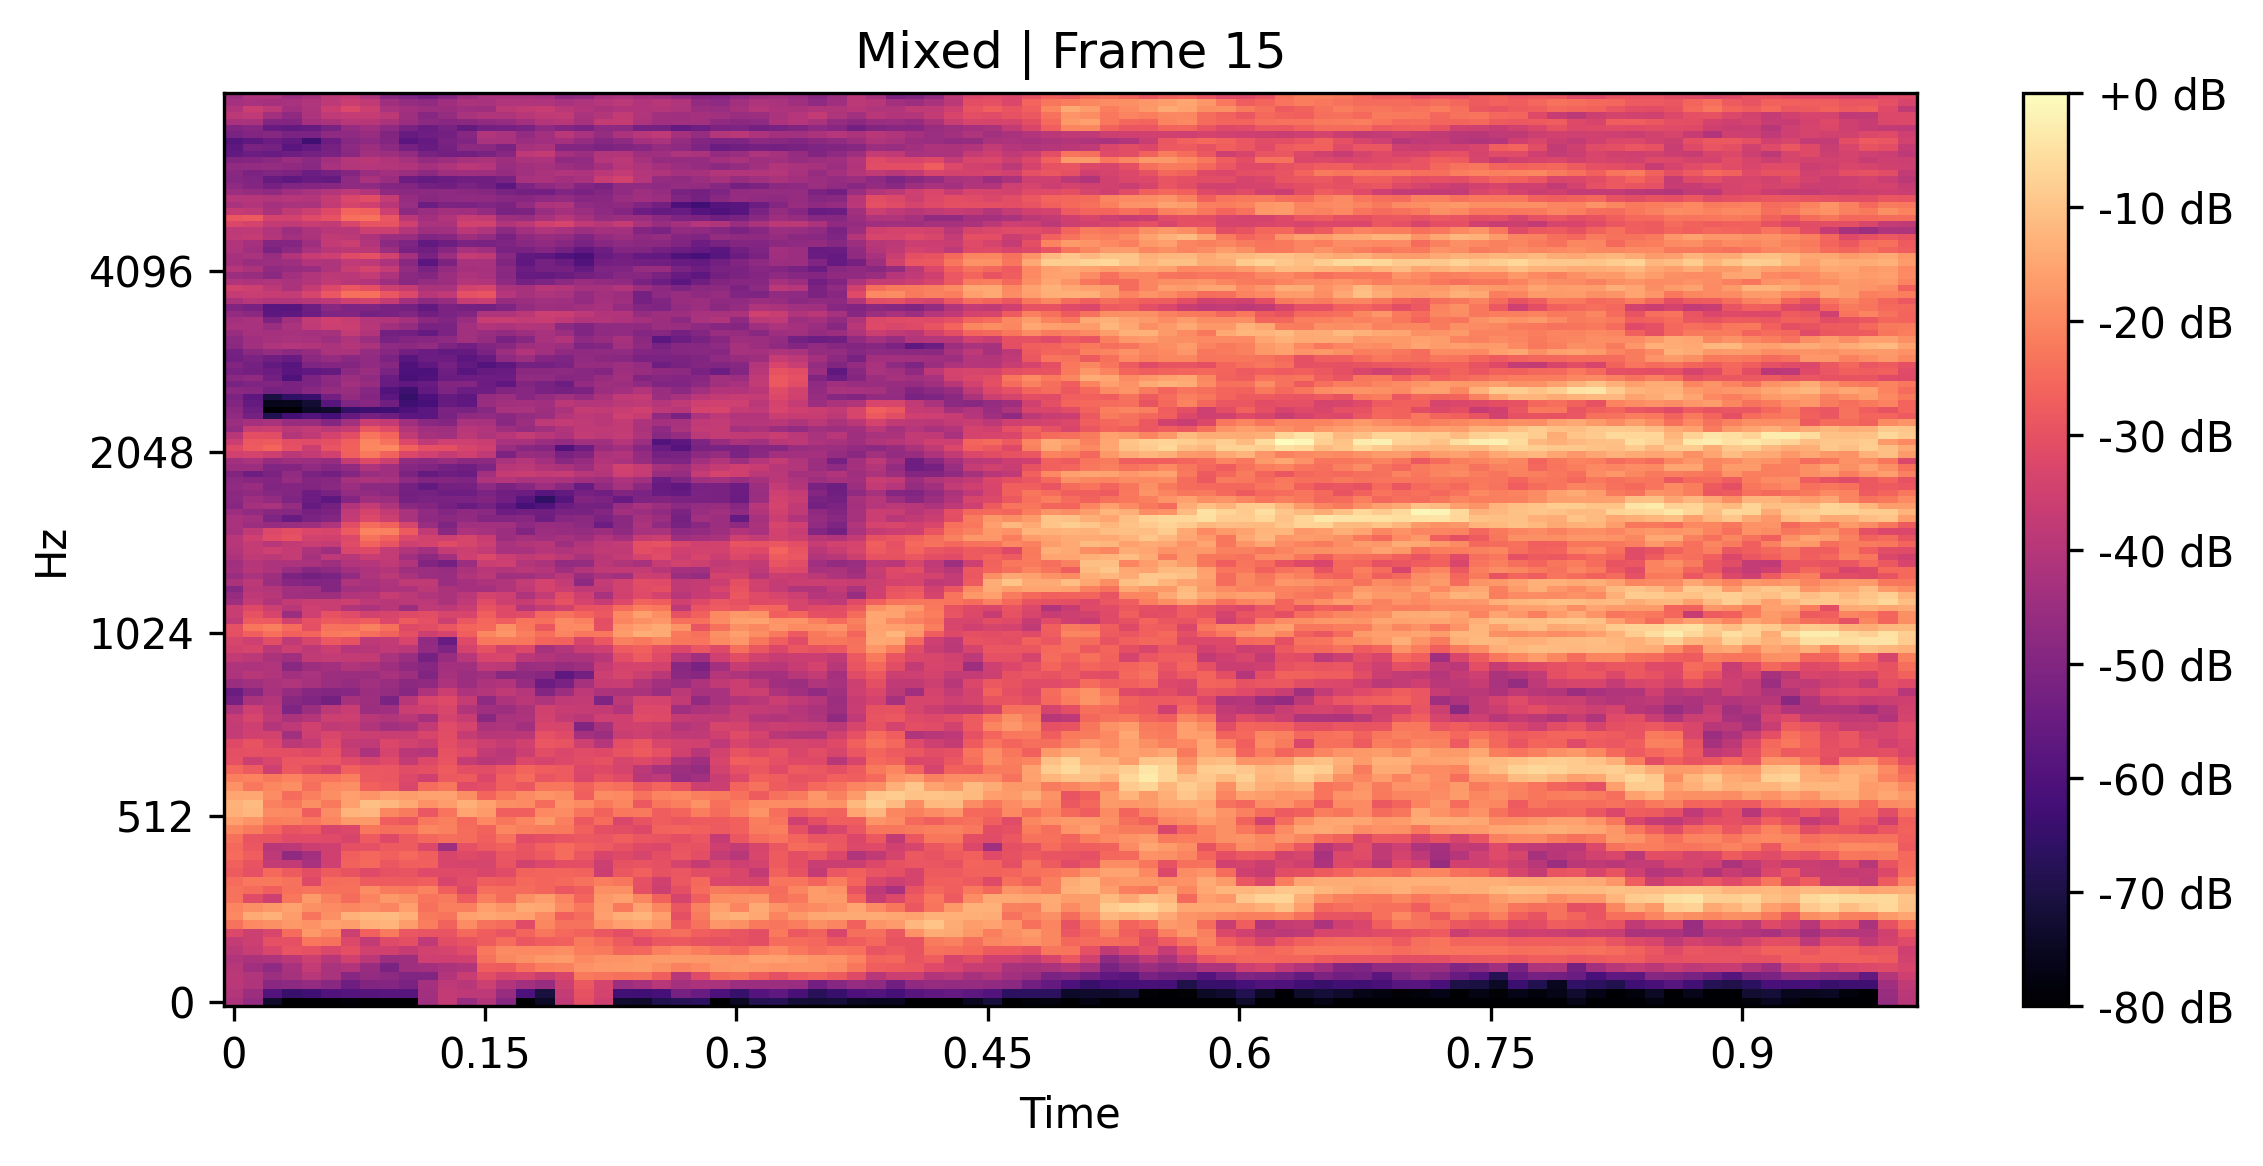 Mixed | Frame 15
Hz
4096
2048
1024
512
0
0 0.15 0.3 0.45 0.6 0.75 0.9
Time
+0 dB
-10 dB
-20 dB
-30 dB
-40 dB
-50 dB
-60 dB
-70 dB
-80 dB